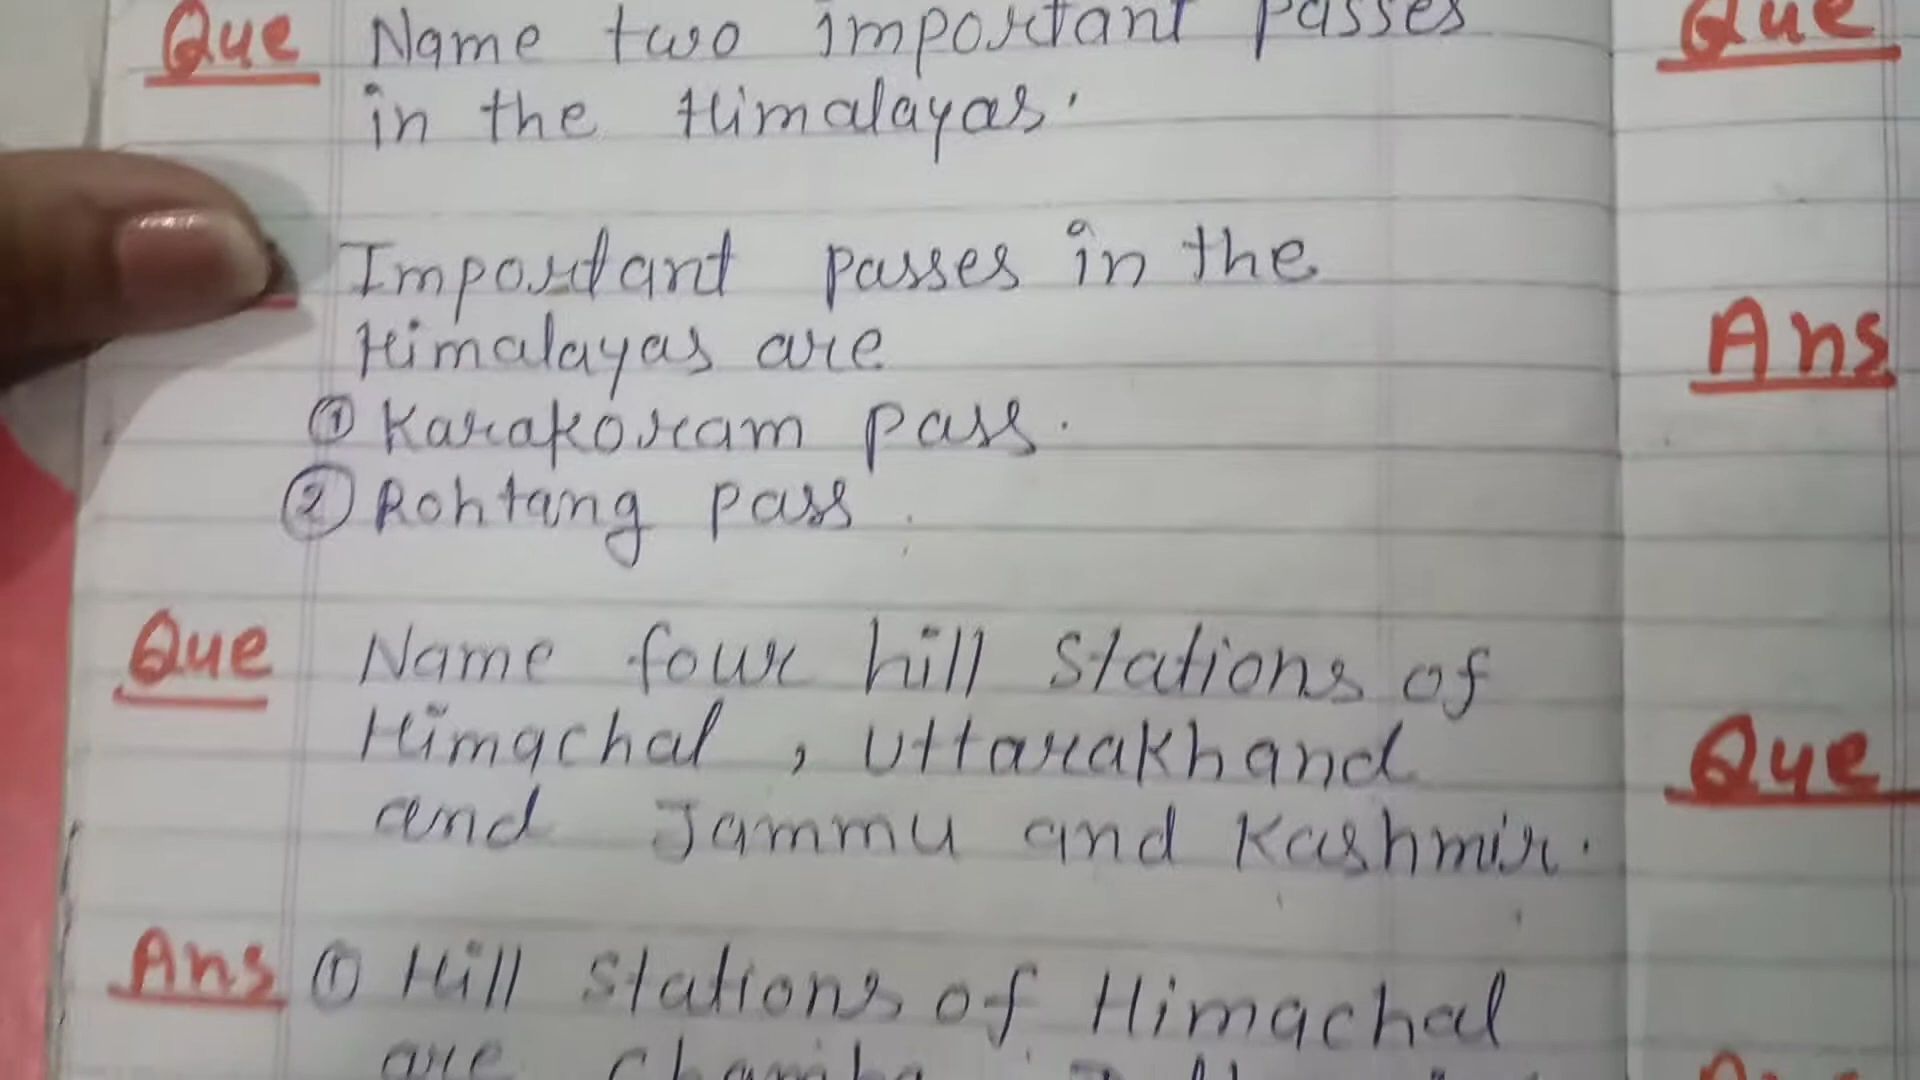 Que Name two important passes
in the Himalayas.
Important passes in the
Himalayas are
① Karakoram pass.
② Rohtang pass.
Que Name four hill stations of
Himachal, Uttarakhand
and Jammu and Kashmir.
Ans ① Hill stations of Himachal
are Chamba,
Que
Ans
Que